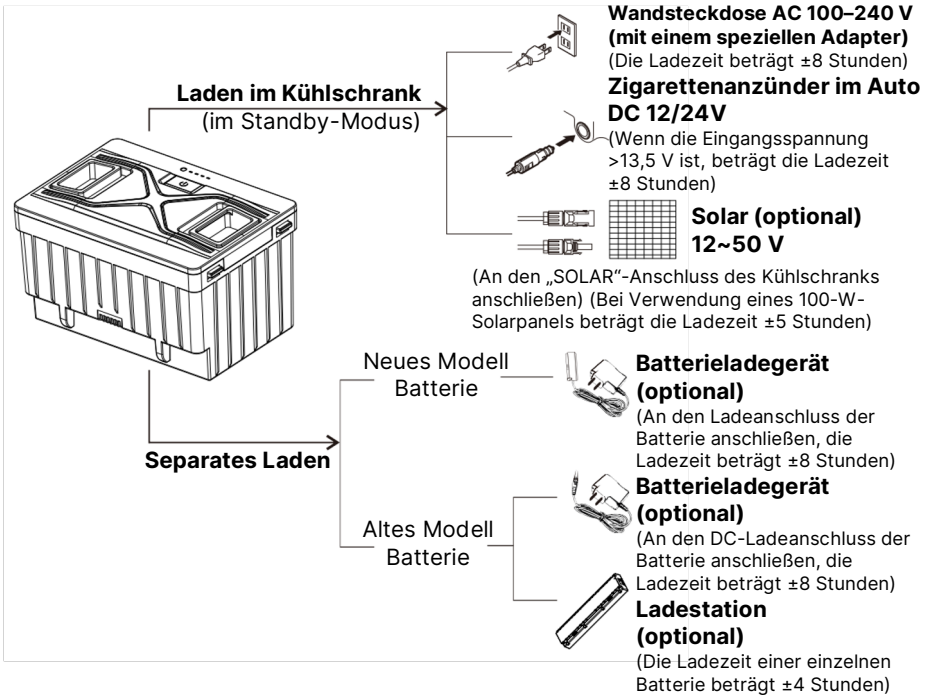 Wandsteckdose AC 100–240 V
(mit einem speziellen Adapter)
(Die Ladezeit beträgt ±8 Stunden)
Laden im Kühlschrank
(im Standby-Modus)
Zigarettenanzünder im Auto
DC 12/24V
(Wenn die Eingangsspannung
>13,5 V ist, beträgt die Ladezeit
±8 Stunden)
Solar (optional)
12~50 V
(An den „SOLAR“-Anschluss des Kühlschranks
anschließen) (Bei Verwendung eines 100-W-
Solarpanels beträgt die Ladezeit ±5 Stunden)
Separates Laden
Neues Modell
Batterie
Batterieladegerät
(optional)
(An den Ladeanschluss der
Batterie anschließen, die
Ladezeit beträgt ±8 Stunden)
Altes Modell
Batterie
Batterieladegerät
(optional)
(An den DC-Ladeanschluss der
Batterie anschließen, die
Ladezeit beträgt ±8 Stunden)
Ladestation
(optional)
(Die Ladezeit einer einzelnen
Batterie beträgt ±4 Stunden)